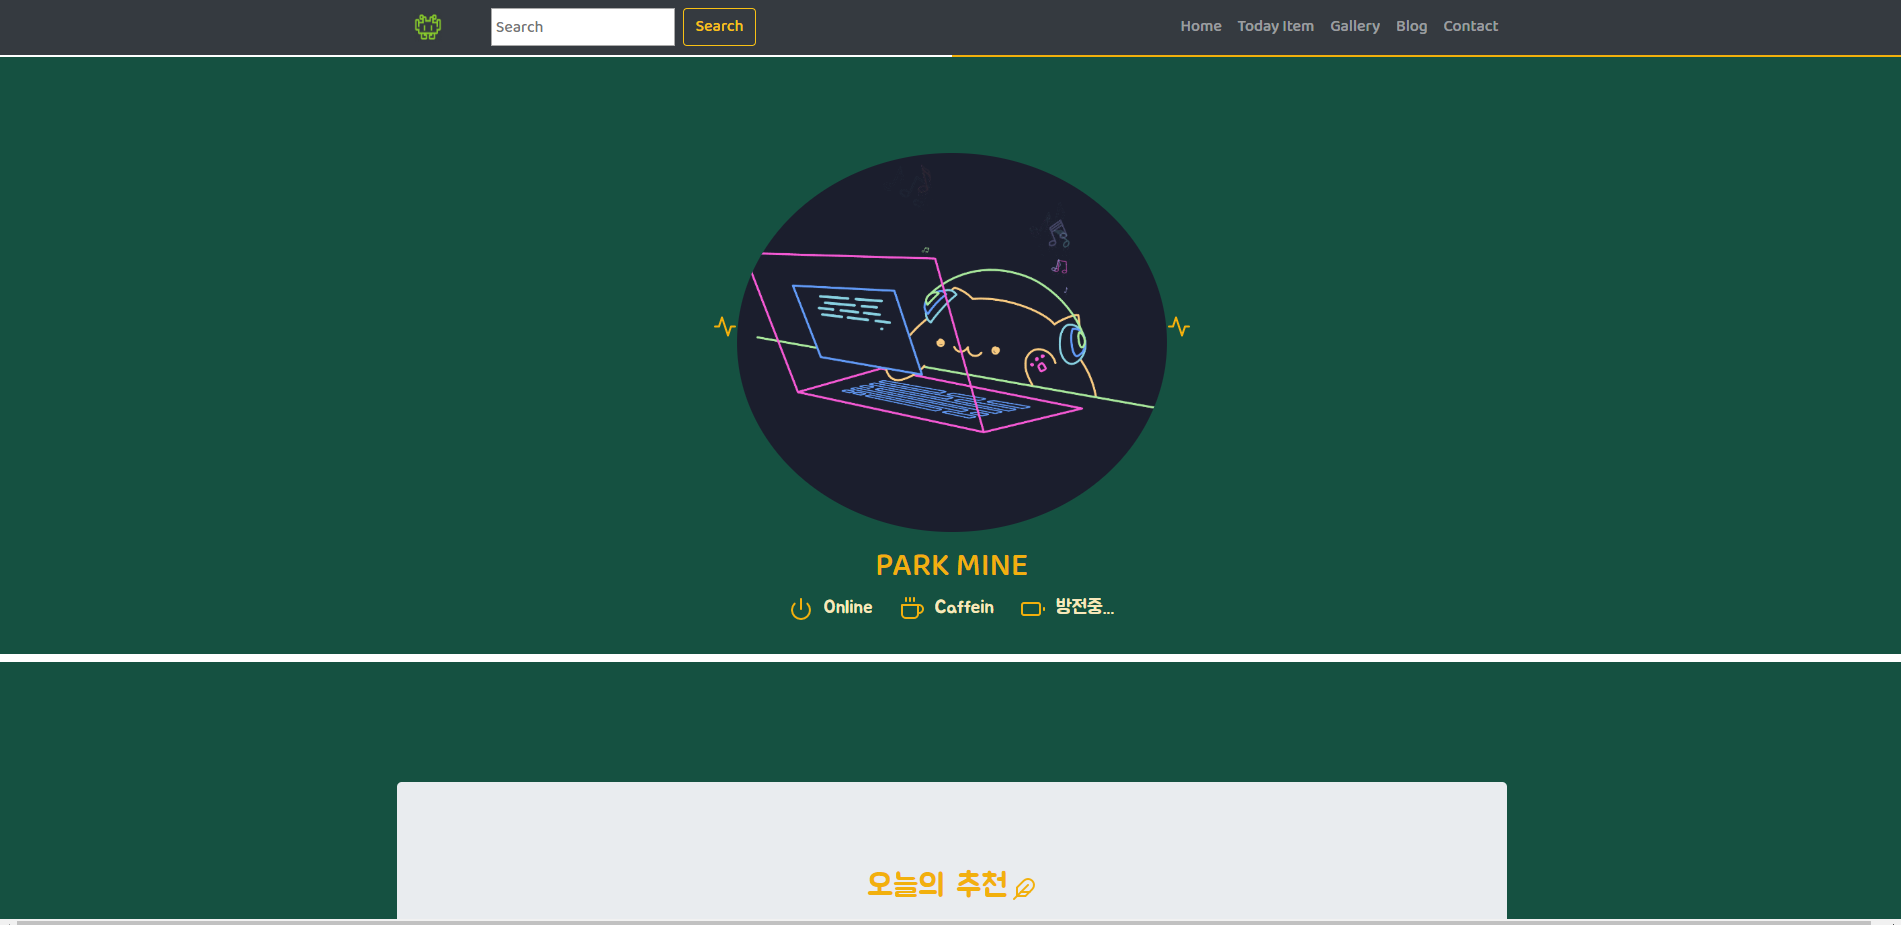 Search Search Home Today Item Gallery Blog Contact
PARK MINE
Online Caffein 방전중...
오늘의 추천